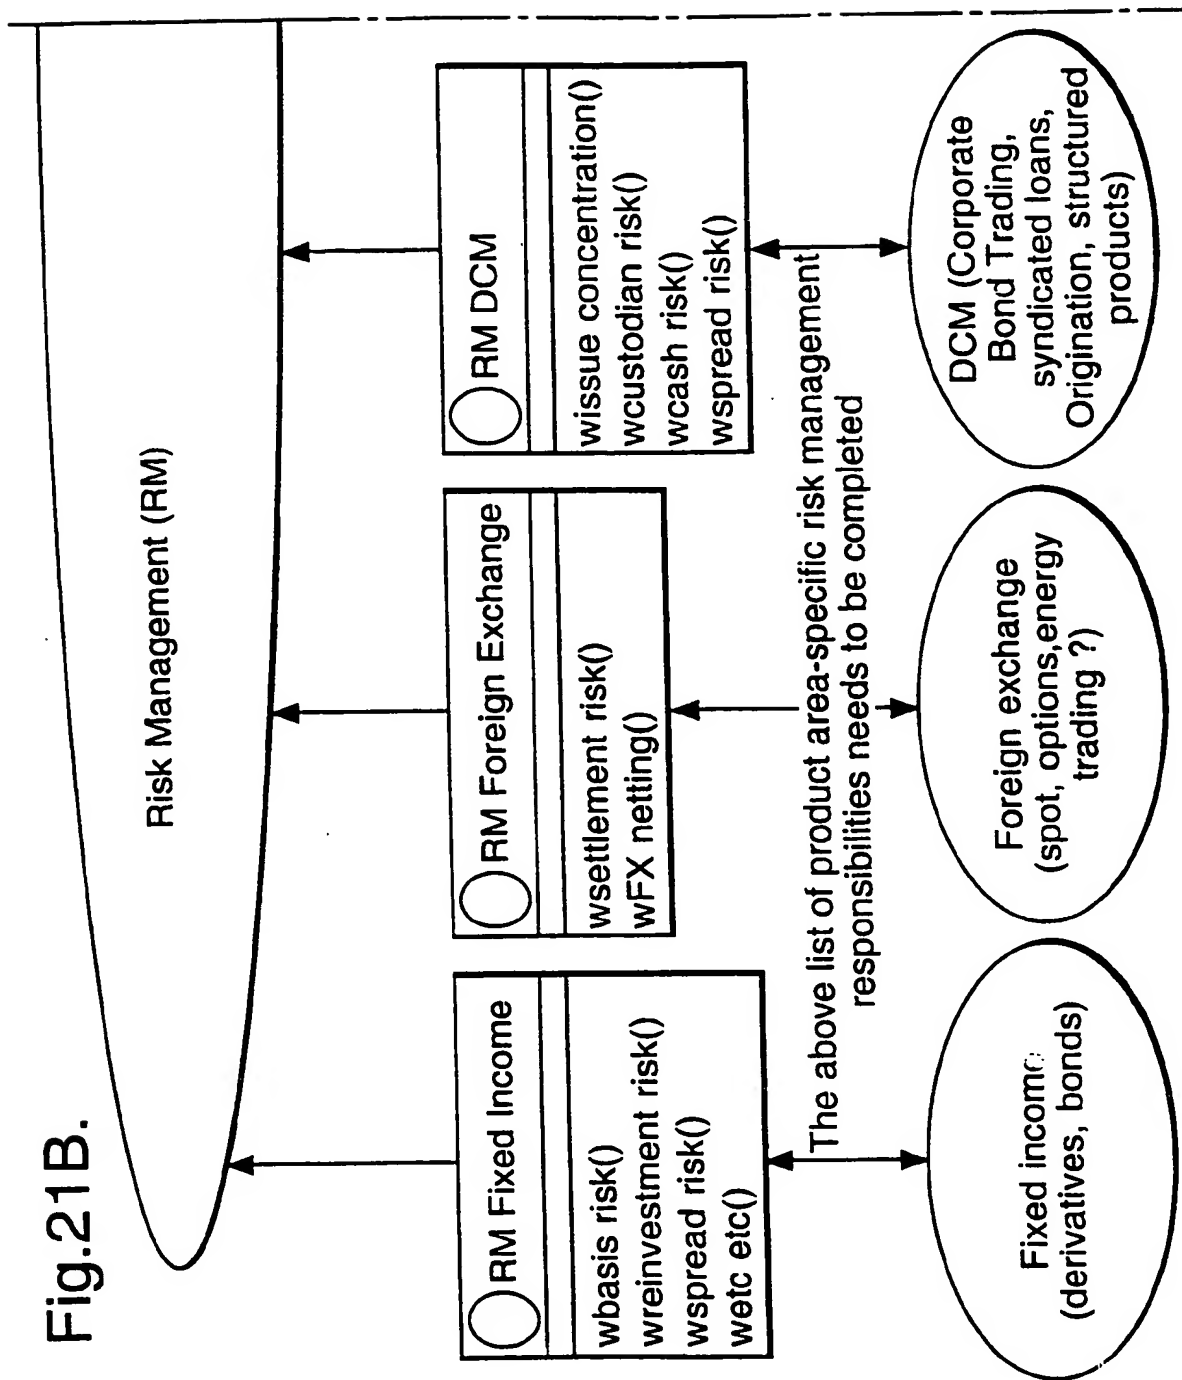 Fig.21B.
Risk Management (RM)
RM Fixed Income
wbasis risk()
wreinvestment risk()
wspread risk()
wetc etc()
RM Foreign Exchange
wsettlement risk()
wFX netting()
RM DCM
wissue concentration()
wcustodian risk()
wcash risk()
wspread risk()
The above list of product area-specific risk management
responsibilities needs to be completed
Fixed income
(derivatives, bonds)
Foreign exchange
(spot, options,energy
trading ?)
DCM (Corporate
Bond Trading,
syndicated loans,
Origination, structured
products)